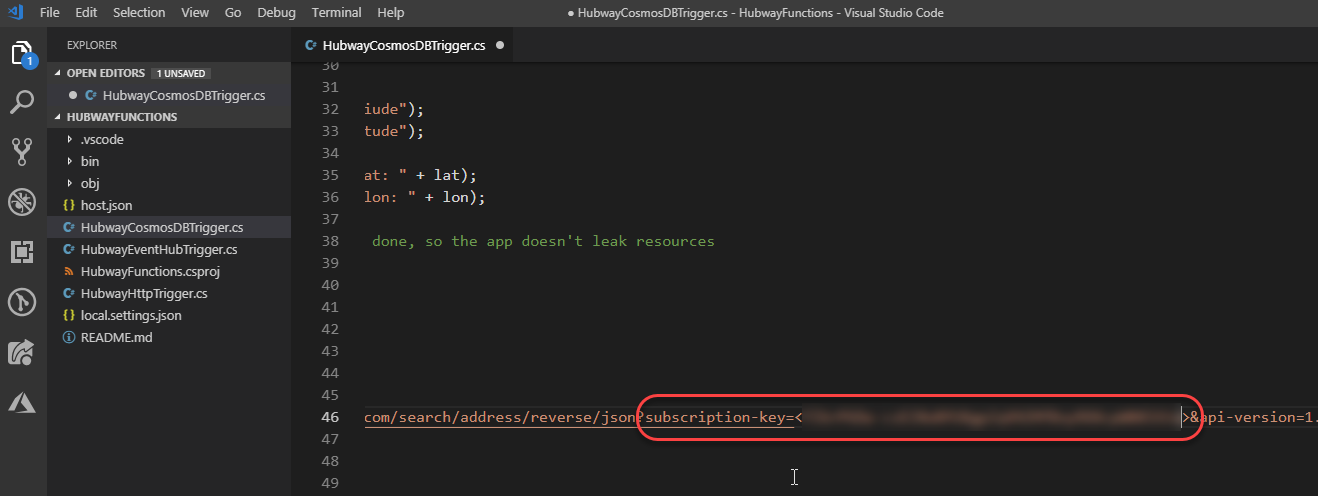 File Edit Selection View Go Debug Terminal Help
● HubwayCosmosDBTrigger.cs - HubwayFunctions - Visual Studio Code
EXPLORER
OPEN EDITORS 1 UNSAVED
HubwayCosmosDBTrigger.cs
HUBWAYFUNCTIONS
.vscode
bin
obj
{ } host.json
C# HubwayCosmosDBTrigger.cs
C# HubwayEventHubTrigger.cs
HubwayFunctions.csproj
C# HubwayHttpTrigger.cs
{ } local.settings.json
README.md
1
C# HubwayCosmosDBTrigger.cs
30
31
32 iude");
33 tude");
34
35 at: " + lat);
36 lon: " + lon);
37
38 done, so the app doesn't leak resources
39
40
41
42
43
44
45
46 com/search/address/reverse/json?subscription-key=< >&api-version=1.
47
48
49